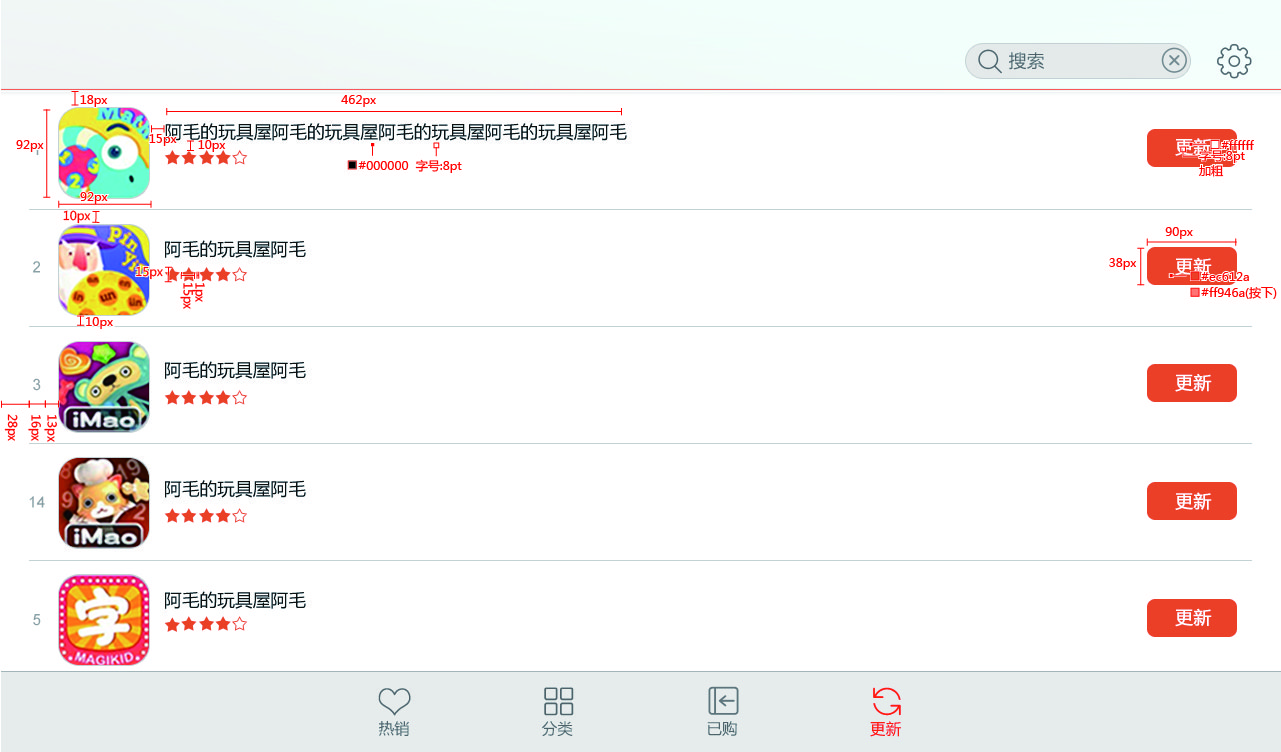 搜索
18px
462px
Math
阿毛的玩具屋阿毛的玩具屋阿毛的玩具屋阿毛的玩具屋阿毛
92px
15px
10px
#000000 字号:8pt
更新
#ffffff
字号:8pt
加粗
92px
10px
2
Pinyin
阿毛的玩具屋阿毛
15px
15px
1px
10px
90px
38px
更新
#ec612a
#ff946a(按下)
3
iMao
阿毛的玩具屋阿毛
更新
28px
16px
13px
14
iMao
阿毛的玩具屋阿毛
更新
5
字
MAGIKID
阿毛的玩具屋阿毛
更新
热销
分类
已购
更新